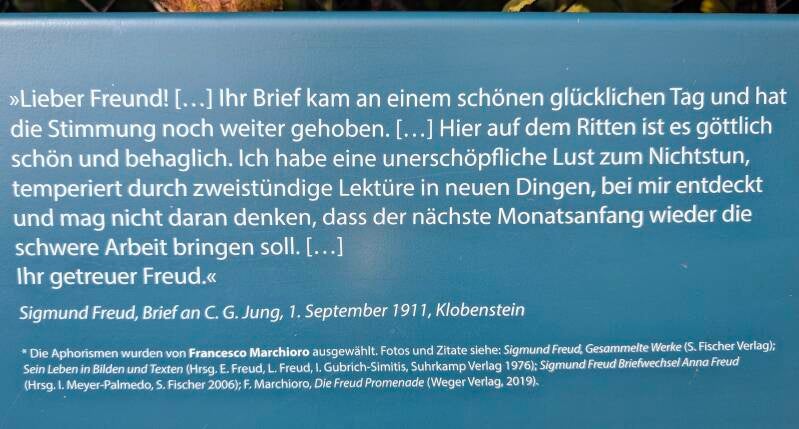 »Lieber Freund! […] Ihr Brief kam an einem schönen glücklichen Tag und hat
die Stimmung noch weiter gehoben. […] Hier auf dem Ritten ist es göttlich
schön und behaglich. Ich habe eine unerschöpfliche Lust zum Nichtstun,
temperiert durch zweistündige Lektüre in neuen Dingen, bei mir entdeckt
und mag nicht daran denken, dass der nächste Monatsanfang wieder die
schwere Arbeit bringen soll. […]
Ihr getreuer Freud.«
Sigmund Freud, Brief an C. G. Jung, 1. September 1911, Klobenstein
* Die Aphorismen wurden von Francesco Marchioro ausgewählt. Fotos und Zitate siehe: Sigmund Freud, Gesammelte Werke (S. Fischer Verlag);
Sein Leben in Bilden und Texten (Hrsg. E. Freud, L. Freud, I. Gubrich-Simitis, Suhrkamp Verlag 1976); Sigmund Freud Briefwechsel Anna Freud
(Hrsg. I. Meyer-Palmedo, S. Fischer 2006); F. Marchioro, Die Freud Promenade (Weger Verlag, 2019).